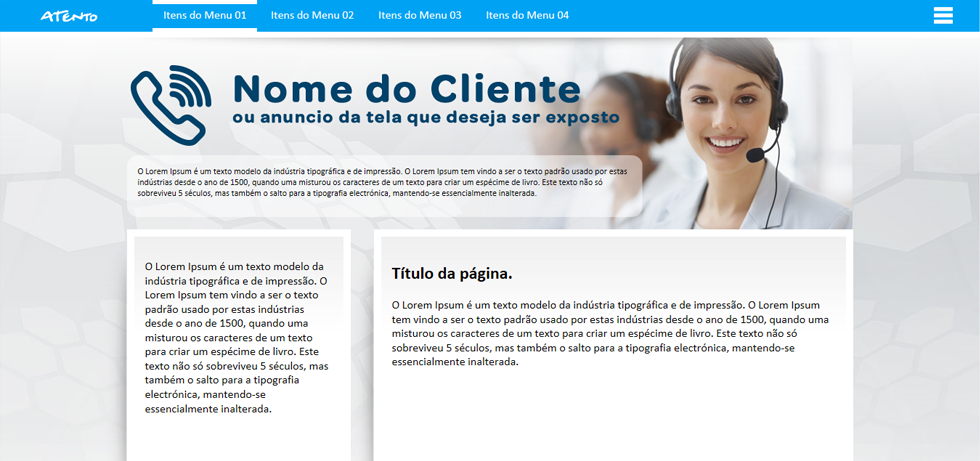 ATENTO
Itens do Menu 01
Itens do Menu 02
Itens do Menu 03
Itens do Menu 04
Nome do Cliente
ou anuncio da tela que deseja ser exposto
O Lorem Ipsum é um texto modelo da indústria tipográfica e de impressão. O Lorem Ipsum tem vindo a ser o texto padrão usado por estas
indústrias desde o ano de 1500, quando uma misturou os caracteres de um texto para criar um espécime de livro. Este texto não só
sobreviveu 5 séculos, mas também o salto para a tipografia electrónica, mantendo-se essencialmente inalterada.
O Lorem Ipsum é um texto modelo da
indústria tipográfica e de impressão. O
Lorem Ipsum tem vindo a ser o texto
padrão usado por estas indústrias
desde o ano de 1500, quando uma
misturou os caracteres de um texto
para criar um espécime de livro. Este
texto não só sobreviveu 5 séculos, mas
também o salto para a tipografia
electrónica, mantendo-se
essencialmente inalterada.
Título da página.
O Lorem Ipsum é um texto modelo da indústria tipográfica e de impressão. O Lorem Ipsum
tem vindo a ser o texto padrão usado por estas indústrias desde o ano de 1500, quando uma
misturou os caracteres de um texto para criar um espécime de livro. Este texto não só
sobreviveu 5 séculos, mas também o salto para a tipografia electrónica, mantendo-se
essencialmente inalterada.